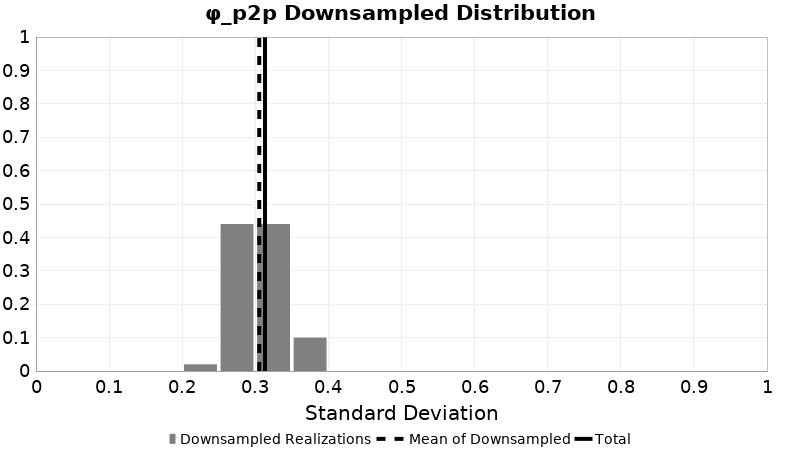 φ_p2p Downsampled Distribution
1
0.9
0.8
0.7
0.6
0.5
0.4
0.3
0.2
0.1
0
0 0.1 0.2 0.3 0.4 0.5 0.6 0.7 0.8 0.9 1
Standard Deviation
Downsampled Realizations Mean of Downsampled Total